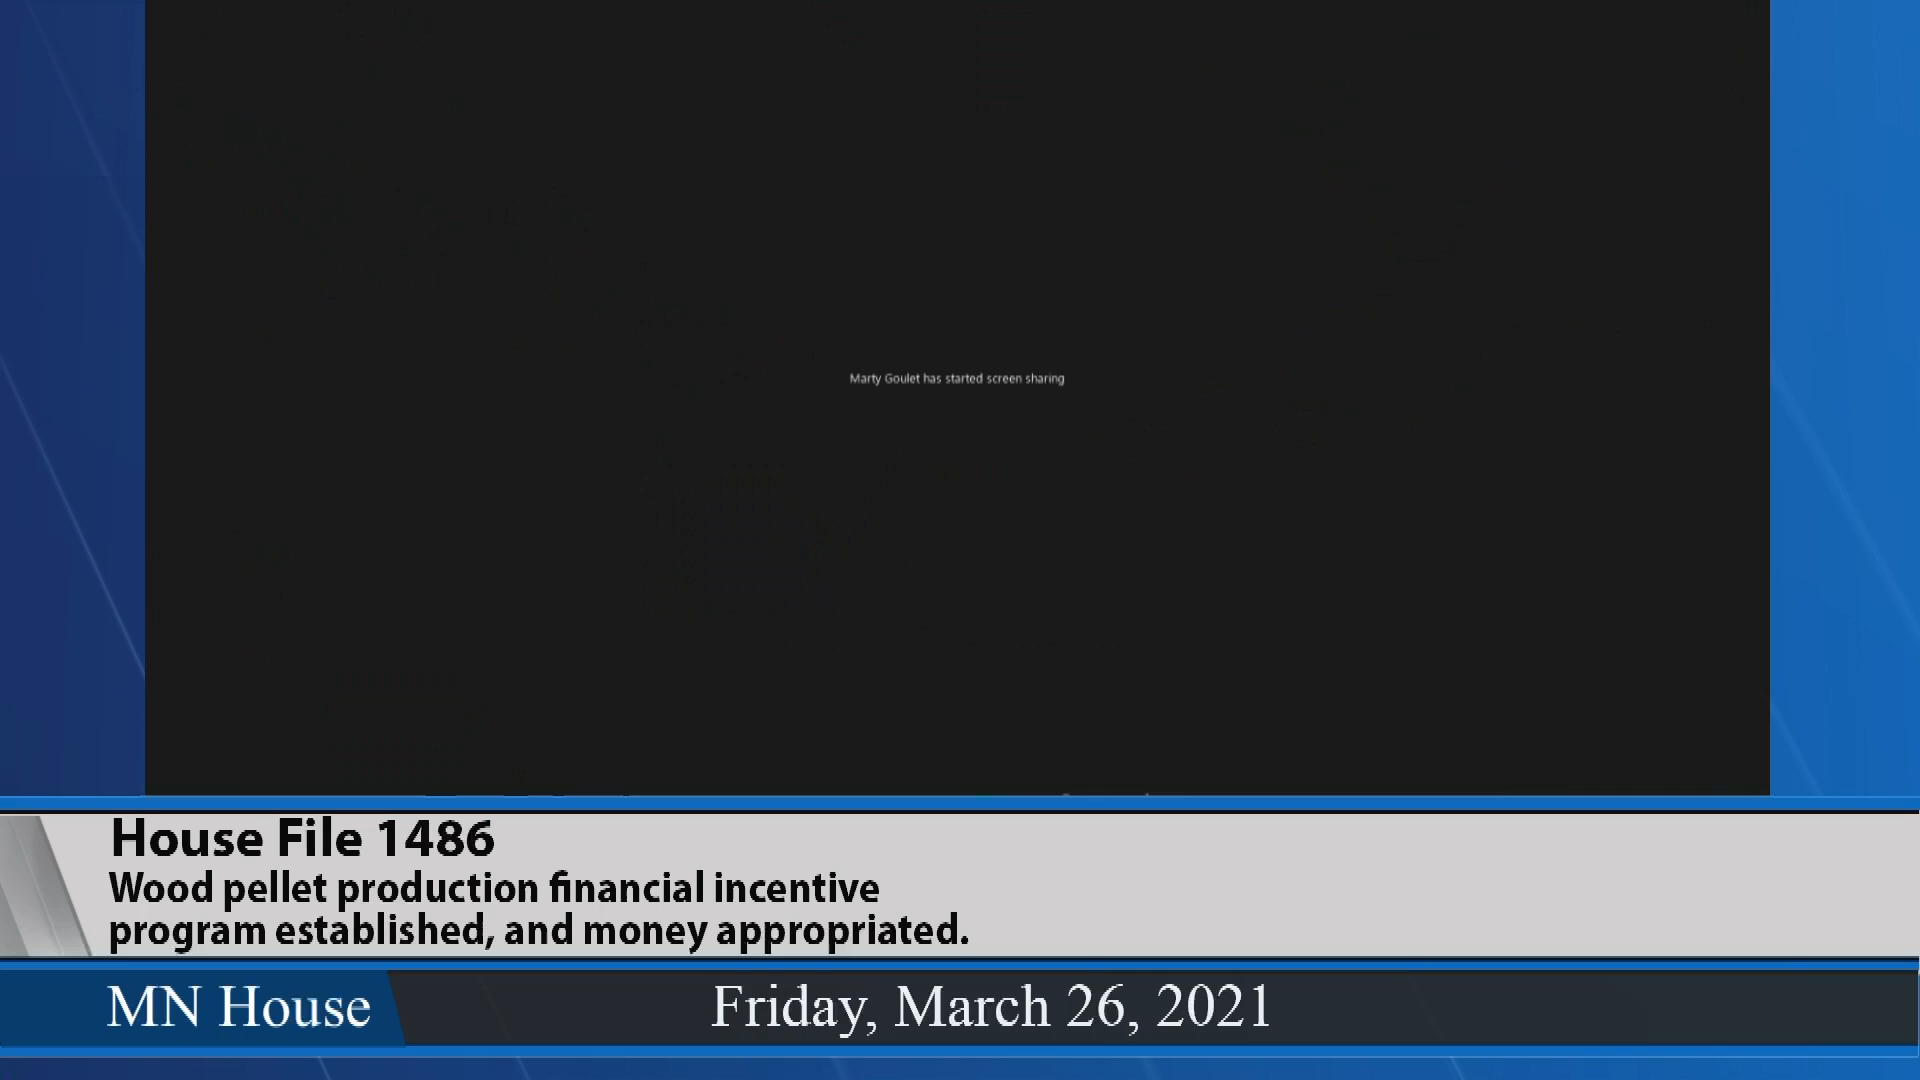 Marty Goulet has started screen sharing
House File 1486
Wood pellet production financial incentive
program established, and money appropriated.
MN House
Friday, March 26, 2021